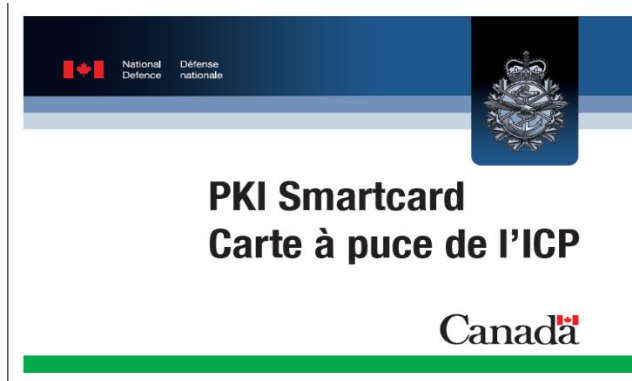 National Défense
Defence nationale
PKI Smartcard
Carte à puce de l'ICP
Canada